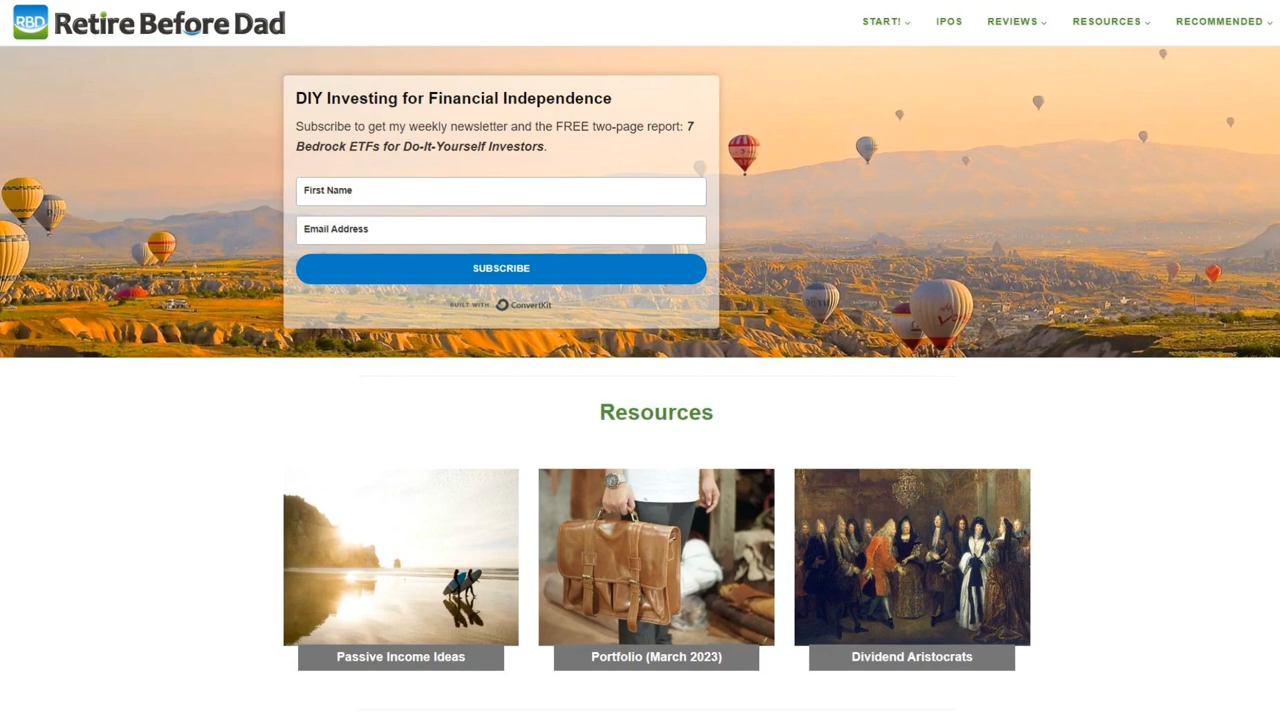 RBD Retire Before Dad
START! IPOS REVIEWS RESOURCES RECOMMENDED
DIY Investing for Financial Independence
Subscribe to get my weekly newsletter and the FREE two-page report: 7
Bedrock ETFs for Do-It-Yourself Investors.
First Name
Email Address
SUBSCRIBE
BUILT WITH ConvertKit
Resources
Passive Income Ideas
Portfolio (March 2023)
Dividend Aristocrats